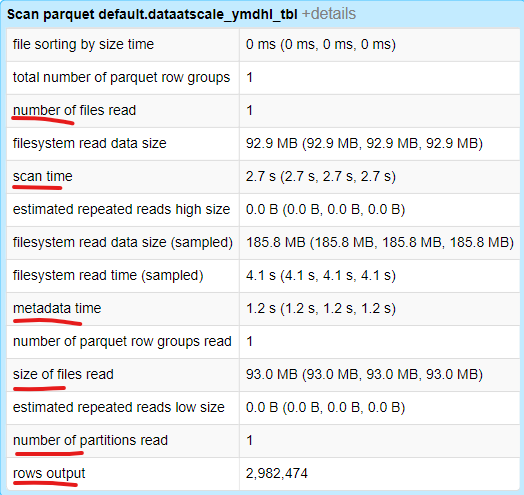 Scan parquet default.dataatscale_ymdhl_tbl +details
file sorting by size time 0 ms (0 ms, 0 ms, 0 ms)
total number of parquet row groups 1
number of files read 1
filesystem read data size 92.9 MB (92.9 MB, 92.9 MB, 92.9 MB)
scan time 2.7 s (2.7 s, 2.7 s, 2.7 s)
estimated repeated reads high size 0.0 B (0.0 B, 0.0 B, 0.0 B)
filesystem read data size (sampled) 185.8 MB (185.8 MB, 185.8 MB, 185.8 MB)
filesystem read time (sampled) 4.1 s (4.1 s, 4.1 s, 4.1 s)
metadata time 1.2 s (1.2 s, 1.2 s, 1.2 s)
number of parquet row groups read 1
size of files read 93.0 MB (93.0 MB, 93.0 MB, 93.0 MB)
estimated repeated reads low size 0.0 B (0.0 B, 0.0 B, 0.0 B)
number of partitions read 1
rows output 2,982,474